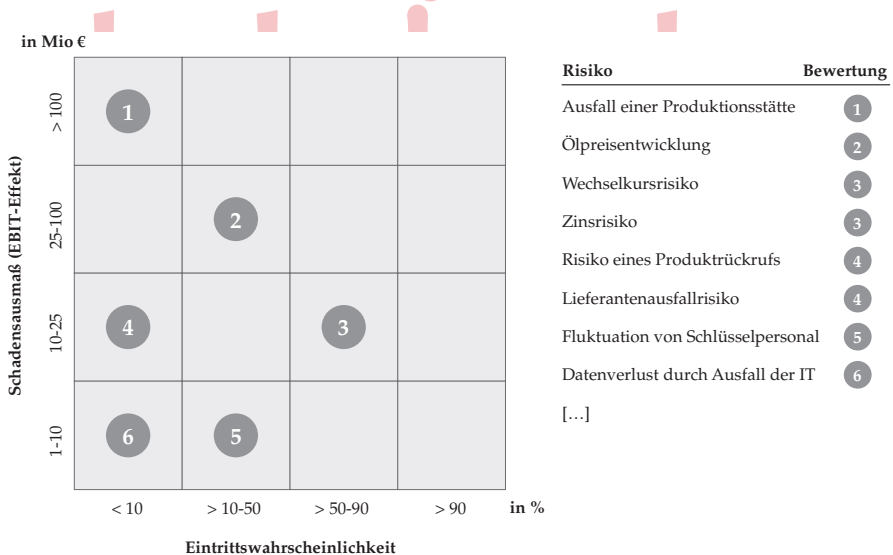 in Mio €
Schadensausmaß (EBIT-Effekt)
> 100
25-100
10-25
1-10
1
2
4
3
6
5
< 10
> 10-50
> 50-90
> 90
in %
Eintrittswahrscheinlichkeit
Risiko Bewertung
Ausfall einer Produktionsstätte 1
Ölpreisentwicklung 2
Wechselkursrisiko 3
Zinsrisiko 3
Risiko eines Produktrückrufs 4
Lieferantenausfallrisiko 4
Fluktuation von Schlüsselpersonal 5
Datenverlust durch Ausfall der IT 6
[…]